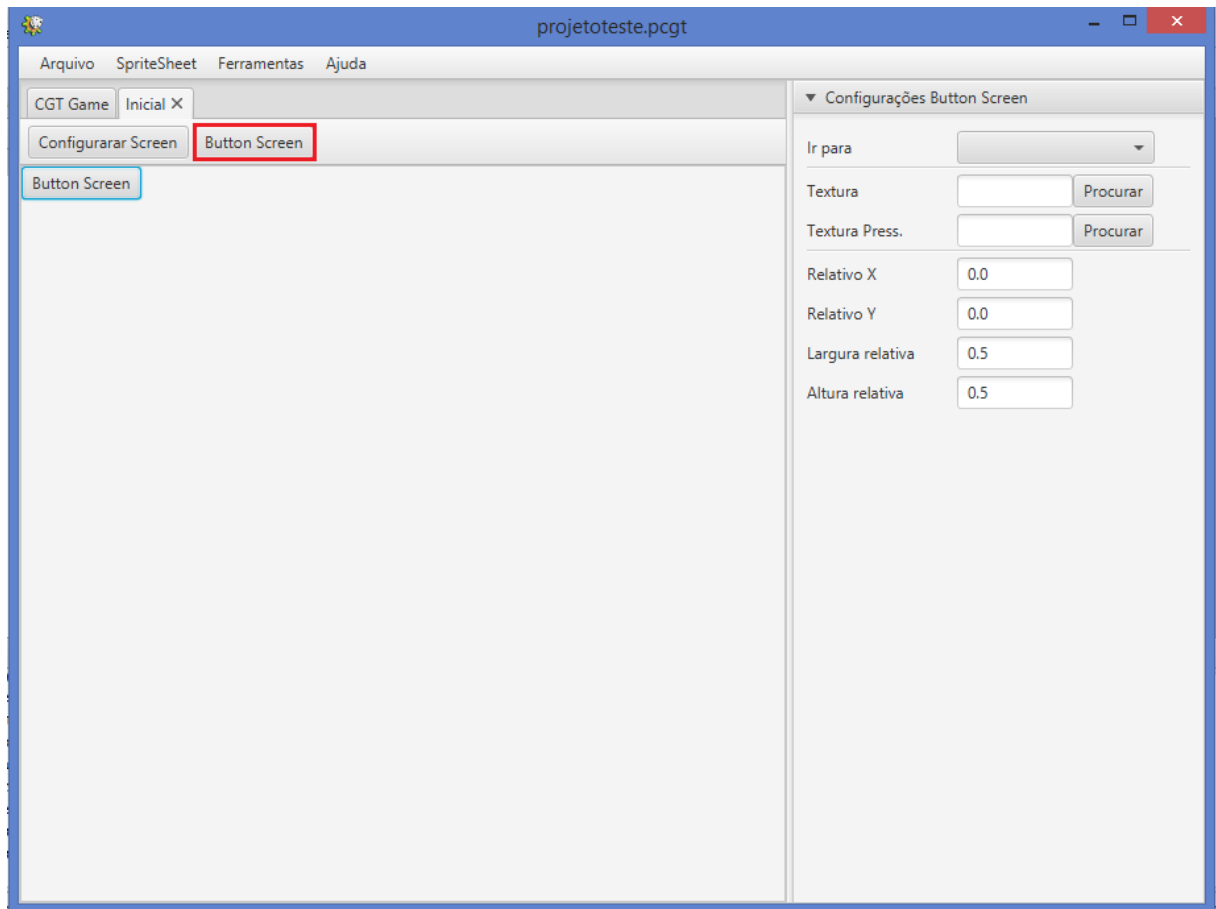 projetoteste.pcgt
Arquivo SpriteSheet Ferramentas Ajuda
CGT Game Inicial
Configurarar Screen Button Screen
Button Screen
Configurações Button Screen
Ir para
Textura Procurar
Textura Press. Procurar
Relativo X 0.0
Relativo Y 0.0
Largura relativa 0.5
Altura relativa 0.5